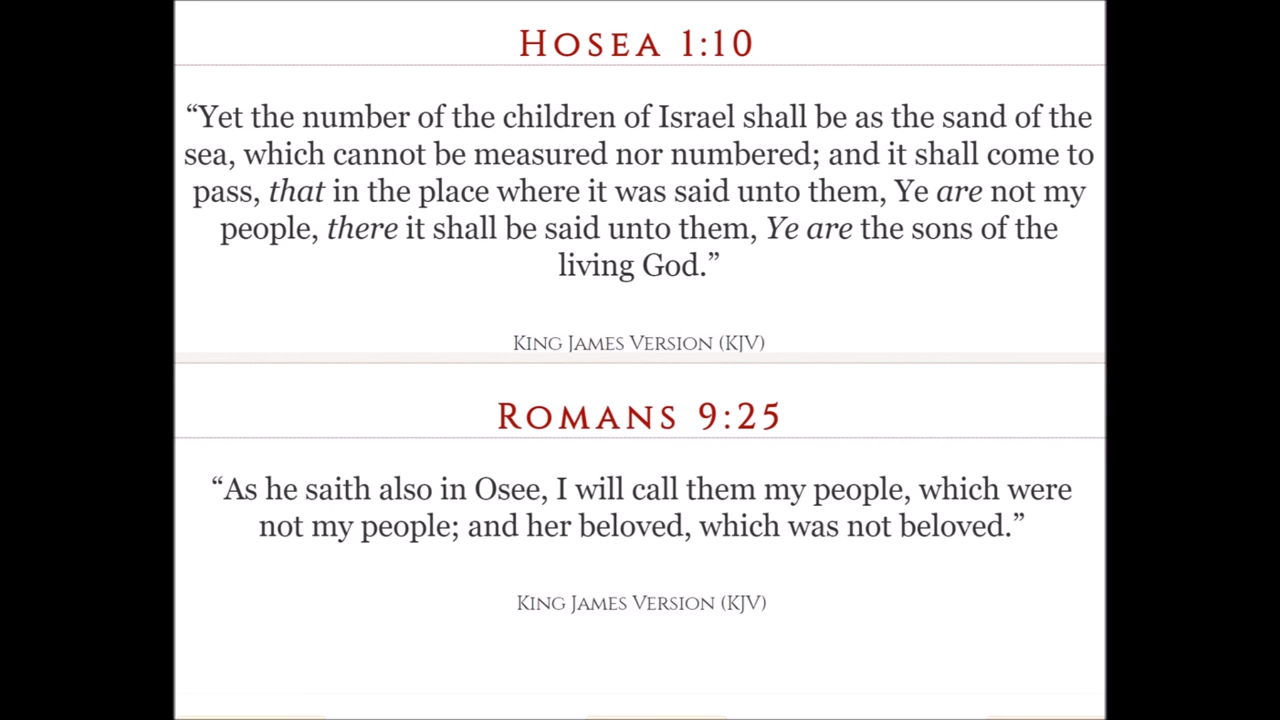 Hosea 1:10
“Yet the number of the children of Israel shall be as the sand of the
sea, which cannot be measured nor numbered; and it shall come to
pass, that in the place where it was said unto them, Ye are not my
people, there it shall be said unto them, Ye are the sons of the
living God.”
King James Version (KJV)
Romans 9:25
“As he saith also in Osee, I will call them my people, which were
not my people; and her beloved, which was not beloved.”
King James Version (KJV)